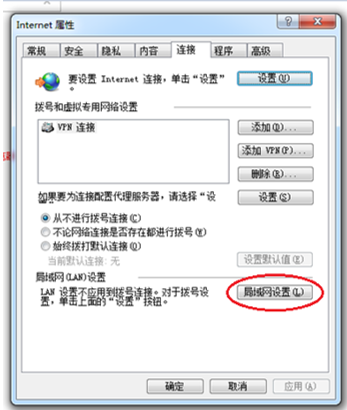 Internet 属性
常规 安全 隐私 内容 连接 程序 高级
要设置 Internet 连接，单击“设置” 设置(U)
。
拨号和虚拟专用网络设置
VPN 连接
添加(D)...
添加 VPN(P)...
删除(R)...
如果要为连接配置代理服务器，请选择“设 设置(S)
从不进行拨号连接(C)
不论网络连接是否存在都进行拨号(W)
始终拨打默认连接(O)
当前默认连接: 无 设置默认值(E)
局域网(LAN)设置
LAN 设置不应用到拨号连接。对于拨号设 局域网设置(L)
置，单击上面的“设置”按钮。
确定 取消 应用(A)